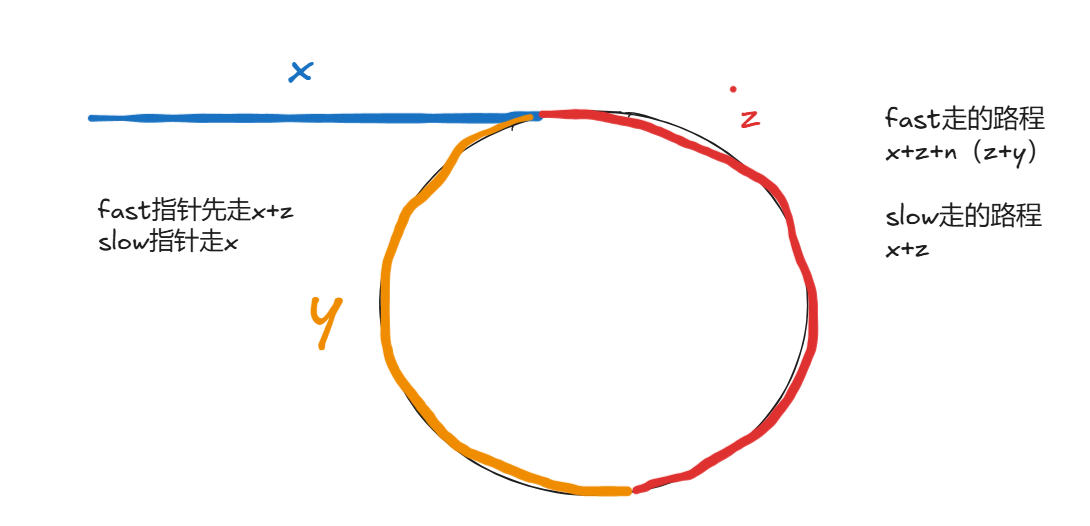 x
z
fast走的路程
x+z+n（z+y）
fast指针先走x+z
slow指针走x
slow走的路程
x+z
y